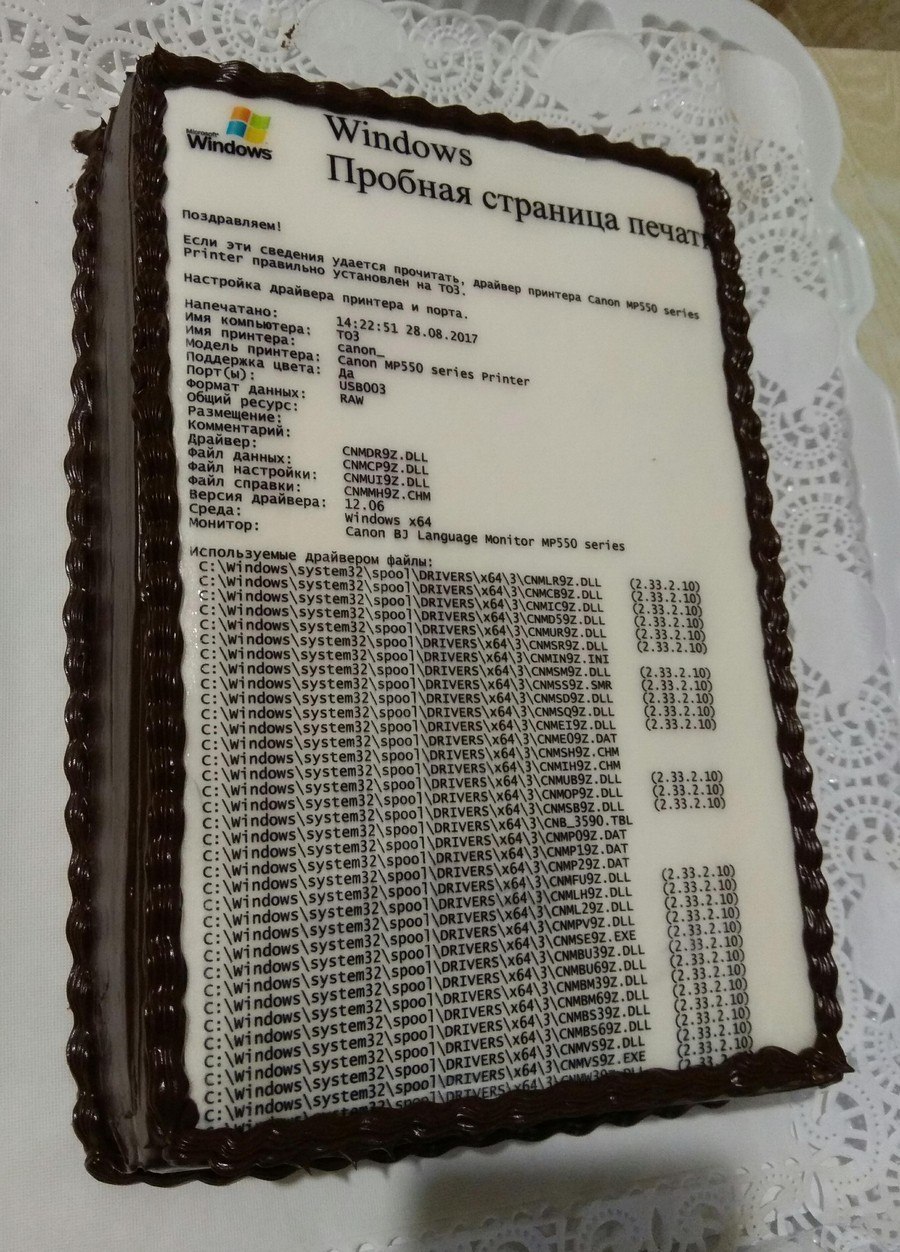 Microsoft®
Windows
Windows
Пробная страница печати
Поздравляем!
Если эти сведения удается прочитать, драйвер принтера Canon MP550 series
Printer правильно установлен на ТО3.
Настройка драйвера принтера и порта.
Напечатано: 14:22:51 28.08.2017
Имя компьютера: ТО3
Имя принтера: canon_
Модель принтера: Canon MP550 series Printer
Поддержка цвета: Да
Порт(ы): USB003
Формат данных: RAW
Общий ресурс:
Размещение:
Комментарий:
Драйвер: CNMDR9Z.DLL
Файл данных: CNMCP9Z.DLL
Файл настройки: CNMUI9Z.DLL
Файл справки: CNMMH9Z.CHM
Версия драйвера: 12.06
Среда: Windows x64
Монитор: Canon BJ Language Monitor MP550 series
Используемые драйвером файлы:
C:\Windows\system32\spool\DRIVERS\x64\3\CNMLR9Z.DLL (2.33.2.10)
C:\Windows\system32\spool\DRIVERS\x64\3\CNMCB9Z.DLL (2.33.2.10)
C:\Windows\system32\spool\DRIVERS\x64\3\CNMIC9Z.DLL (2.33.2.10)
C:\Windows\system32\spool\DRIVERS\x64\3\CNMD59Z.DLL (2.33.2.10)
C:\Windows\system32\spool\DRIVERS\x64\3\CNMUR9Z.DLL (2.33.2.10)
C:\Windows\system32\spool\DRIVERS\x64\3\CNMSR9Z.DLL (2.33.2.10)
C:\Windows\system32\spool\DRIVERS\x64\3\CNMIN9Z.INI
C:\Windows\system32\spool\DRIVERS\x64\3\CNMSM9Z.DLL (2.33.2.10)
C:\Windows\system32\spool\DRIVERS\x64\3\CNMSS9Z.SMR (2.33.2.10)
C:\Windows\system32\spool\DRIVERS\x64\3\CNMSD9Z.DLL (2.33.2.10)
C:\Windows\system32\spool\DRIVERS\x64\3\CNMSQ9Z.DLL (2.33.2.10)
C:\Windows\system32\spool\DRIVERS\x64\3\CNMEI9Z.DLL (2.33.2.10)
C:\Windows\system32\spool\DRIVERS\x64\3\CNME09Z.DAT
C:\Windows\system32\spool\DRIVERS\x64\3\CNMSH9Z.CHM
C:\Windows\system32\spool\DRIVERS\x64\3\CNMIH9Z.CHM
C:\Windows\system32\spool\DRIVERS\x64\3\CNMUB9Z.DLL (2.33.2.10)
C:\Windows\system32\spool\DRIVERS\x64\3\CNMOP9Z.DLL (2.33.2.10)
C:\Windows\system32\spool\DRIVERS\x64\3\CNMSB9Z.DLL (2.33.2.10)
C:\Windows\system32\spool\DRIVERS\x64\3\CNB_3590.TBL
C:\Windows\system32\spool\DRIVERS\x64\3\CNMP09Z.DAT
C:\Windows\system32\spool\DRIVERS\x64\3\CNMP19Z.DAT
C:\Windows\system32\spool\DRIVERS\x64\3\CNMP29Z.DAT
C:\Windows\system32\spool\DRIVERS\x64\3\CNMFU9Z.DLL (2.33.2.10)
C:\Windows\system32\spool\DRIVERS\x64\3\CNMLH9Z.DLL (2.33.2.10)
C:\Windows\system32\spool\DRIVERS\x64\3\CNML29Z.DLL (2.33.2.10)
C:\Windows\system32\spool\DRIVERS\x64\3\CNMPV9Z.DLL (2.33.2.10)
C:\Windows\system32\spool\DRIVERS\x64\3\CNMSE9Z.EXE (2.33.2.10)
C:\Windows\system32\spool\DRIVERS\x64\3\CNMBU39Z.DLL (2.33.2.10)
C:\Windows\system32\spool\DRIVERS\x64\3\CNMBU69Z.DLL (2.33.2.10)
C:\Windows\system32\spool\DRIVERS\x64\3\CNMBM39Z.DLL (2.33.2.10)
C:\Windows\system32\spool\DRIVERS\x64\3\CNMBM69Z.DLL (2.33.2.10)
C:\Windows\system32\spool\DRIVERS\x64\3\CNMBS39Z.DLL (2.33.2.10)
C:\Windows\system32\spool\DRIVERS\x64\3\CNMBS69Z.DLL (2.33.2.10)
C:\Windows\system32\spool\DRIVERS\x64\3\CNMVS9Z.DLL (2.33.2.10)
C:\Windows\system32\spool\DRIVERS\x64\3\CNMVS9Z.EXE (2.33.2.10)